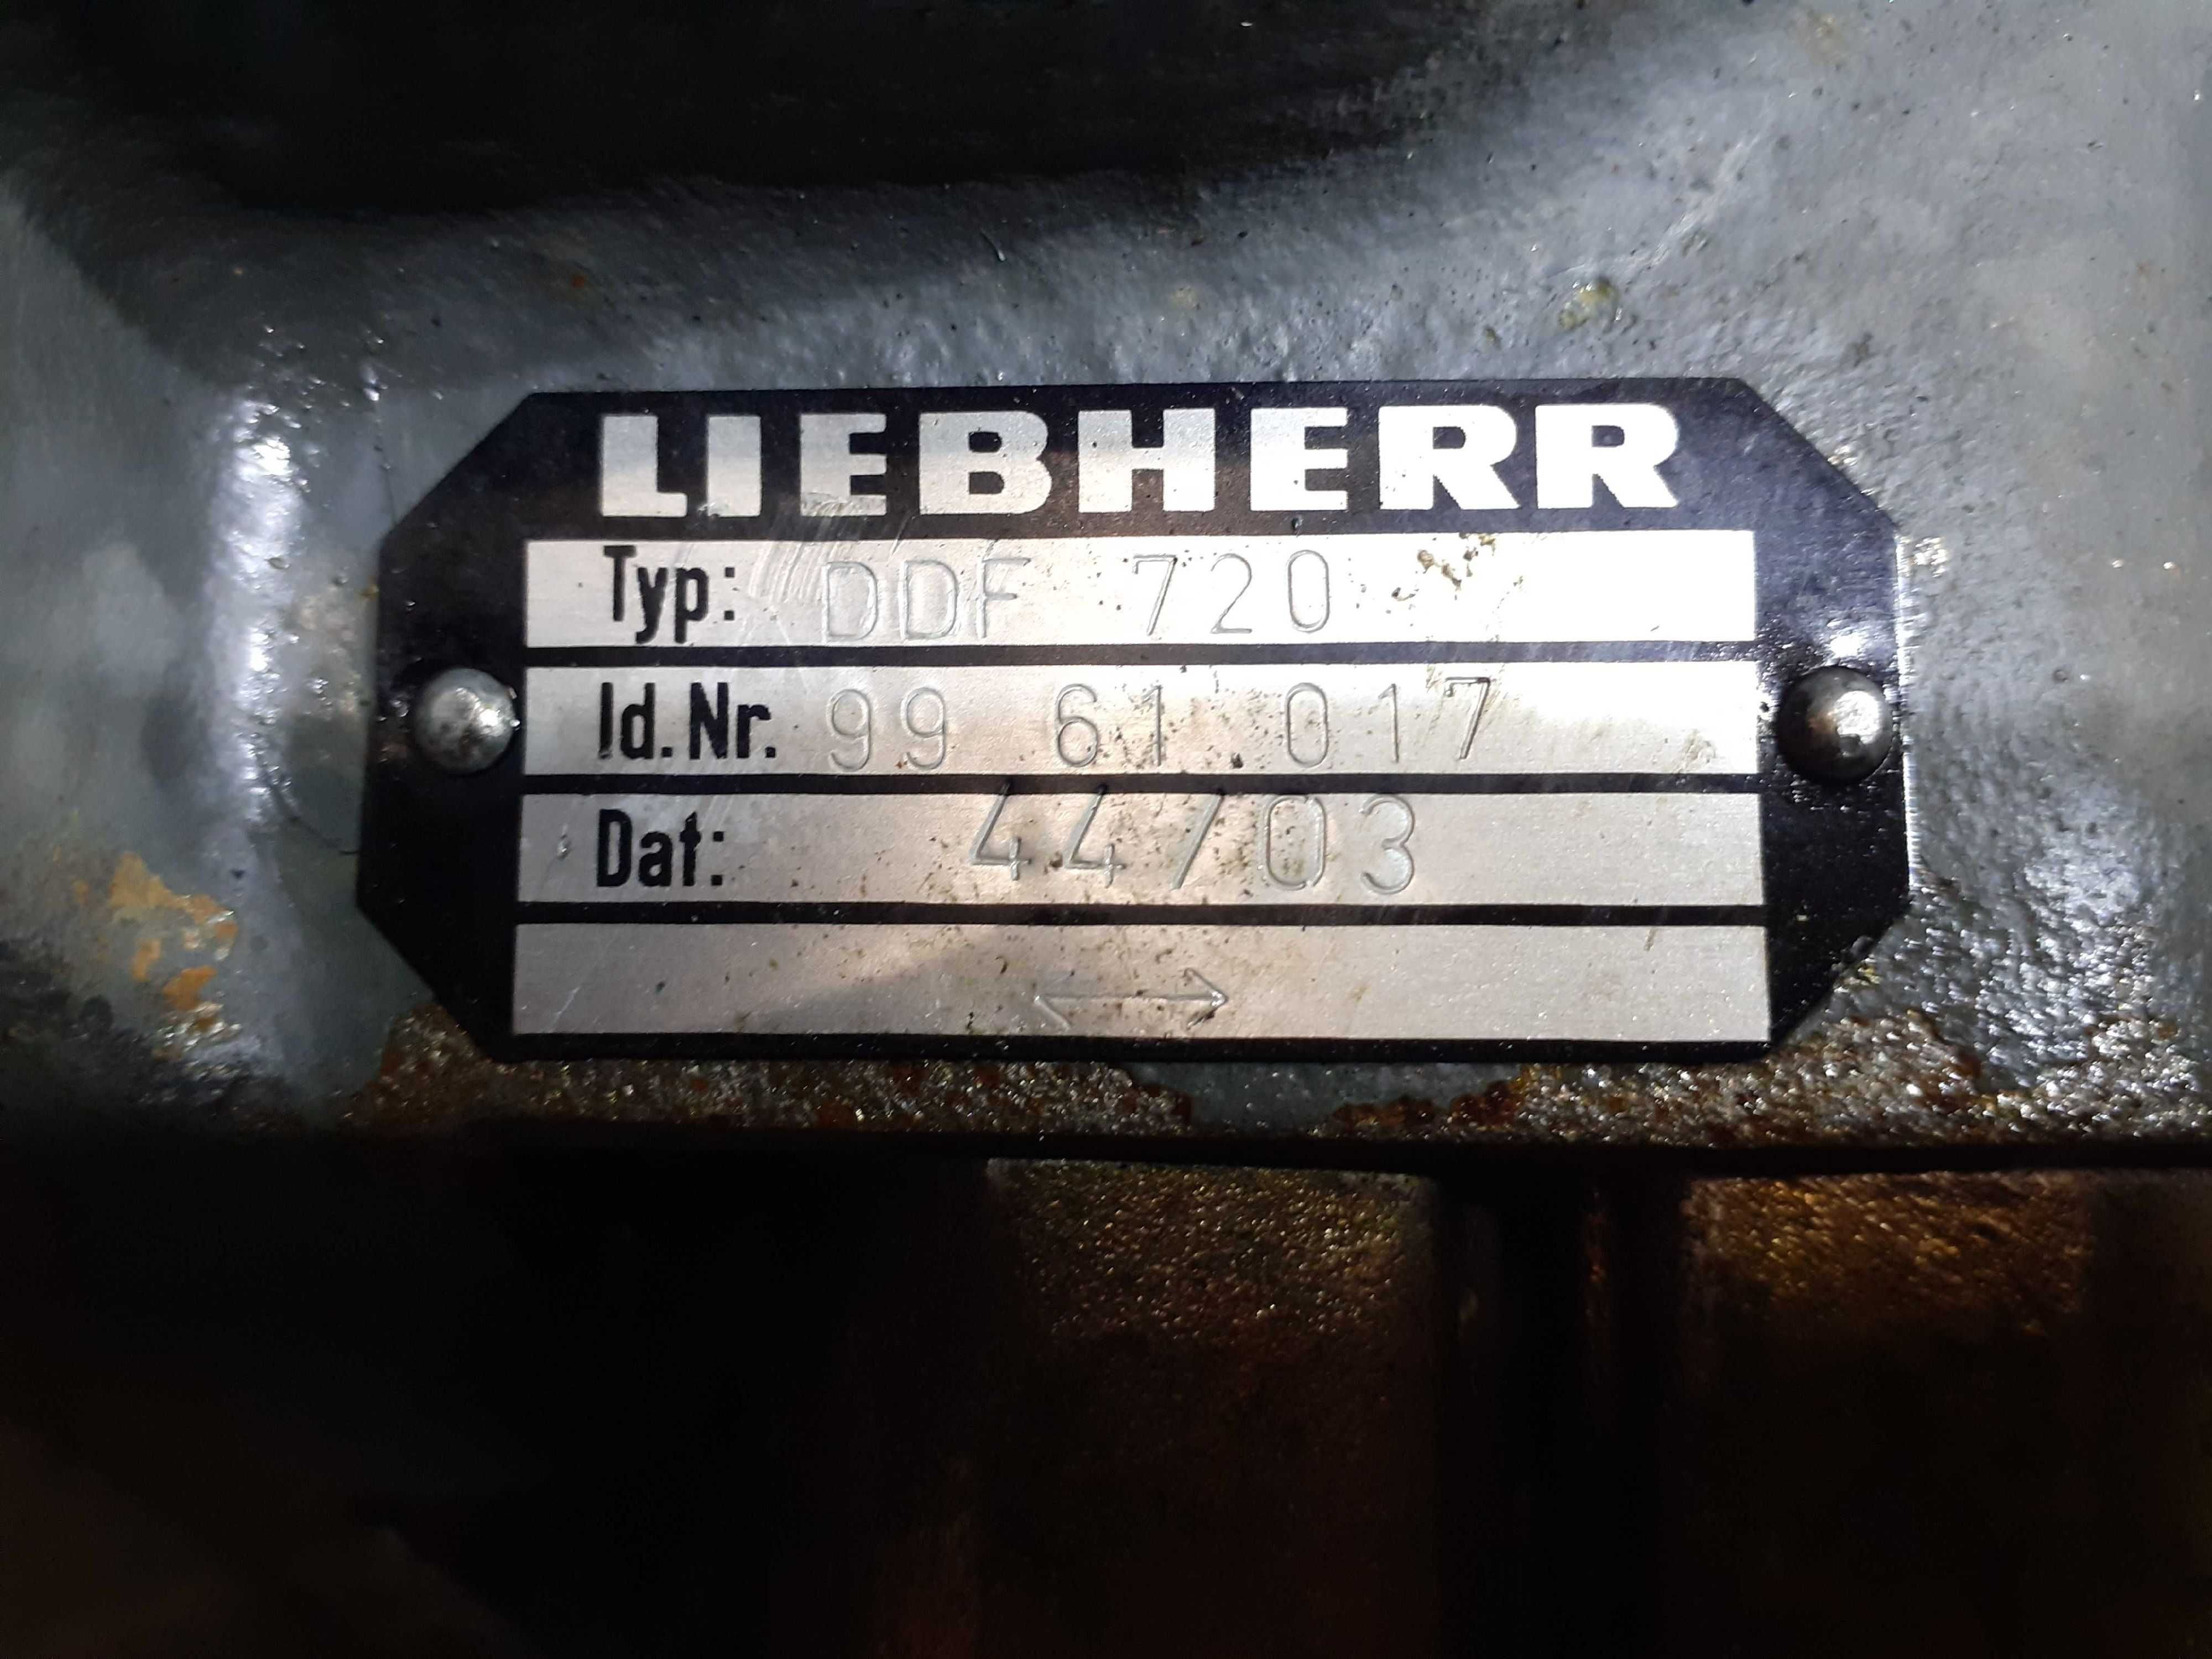 LIEBHERR
Typ: DDF 720
Id.Nr. 99 61 017
Dat: 44/03